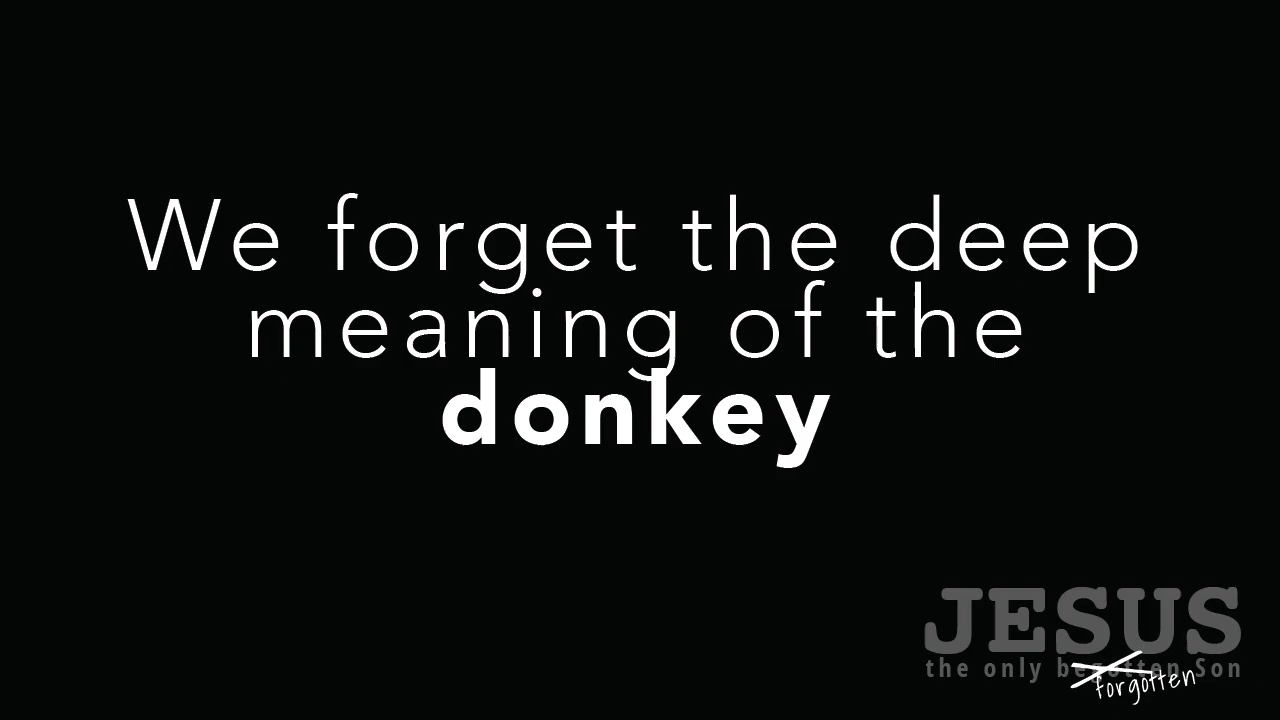 We forget the deep
meaning of the
donkey
JESUS
the only begotten Son
forgotten